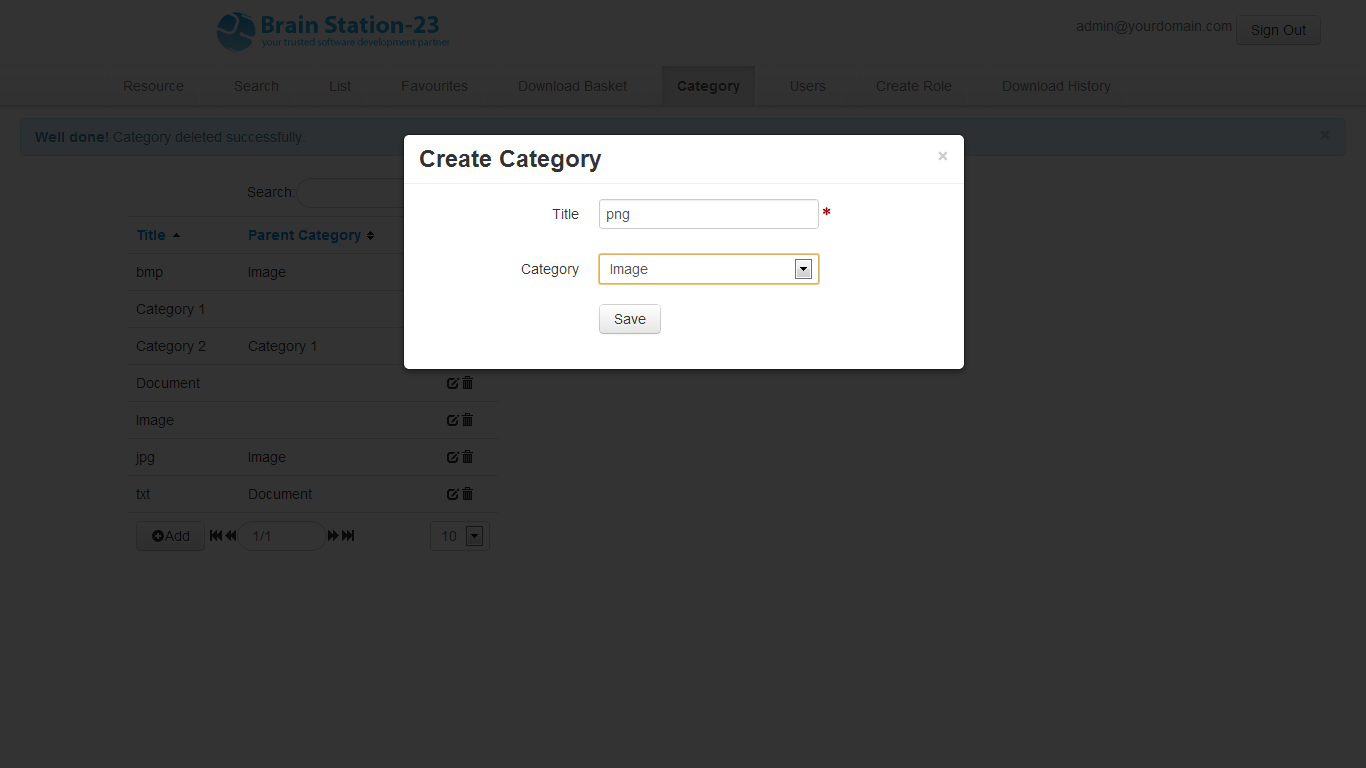 Brain Station-23
your trusted software development partner
admin@yourdomain.com Sign Out
Resource Search List Favourites Download Basket Category Users Create Role Download History
Well done! Category deleted successfully ×
Create Category ×
Title png *
Category Image
Save
Search:
Title Parent Category
bmp Image
Category 1
Category 2 Category 1
Document
Image
jpg Image
txt Document
Add 1/1 10